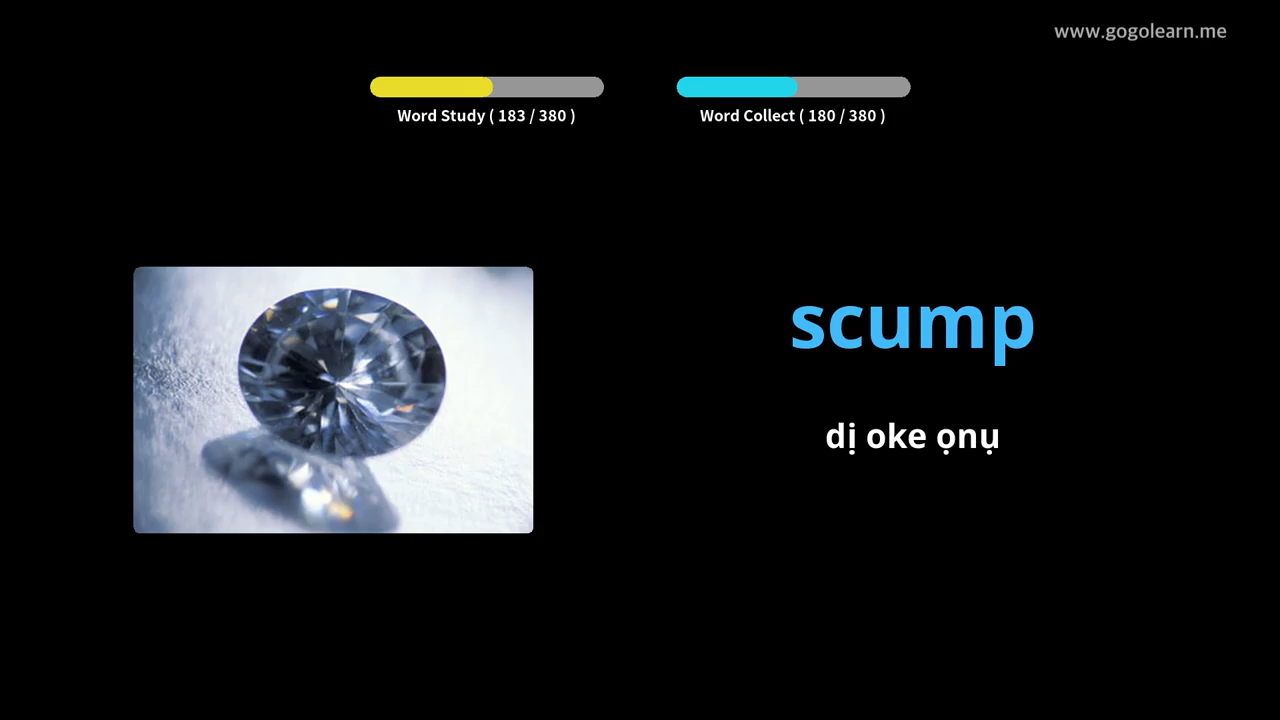 www.gogolearn.me
Word Study ( 183 / 380 )
Word Collect ( 180 / 380 )
scump
dị oke ọnụ